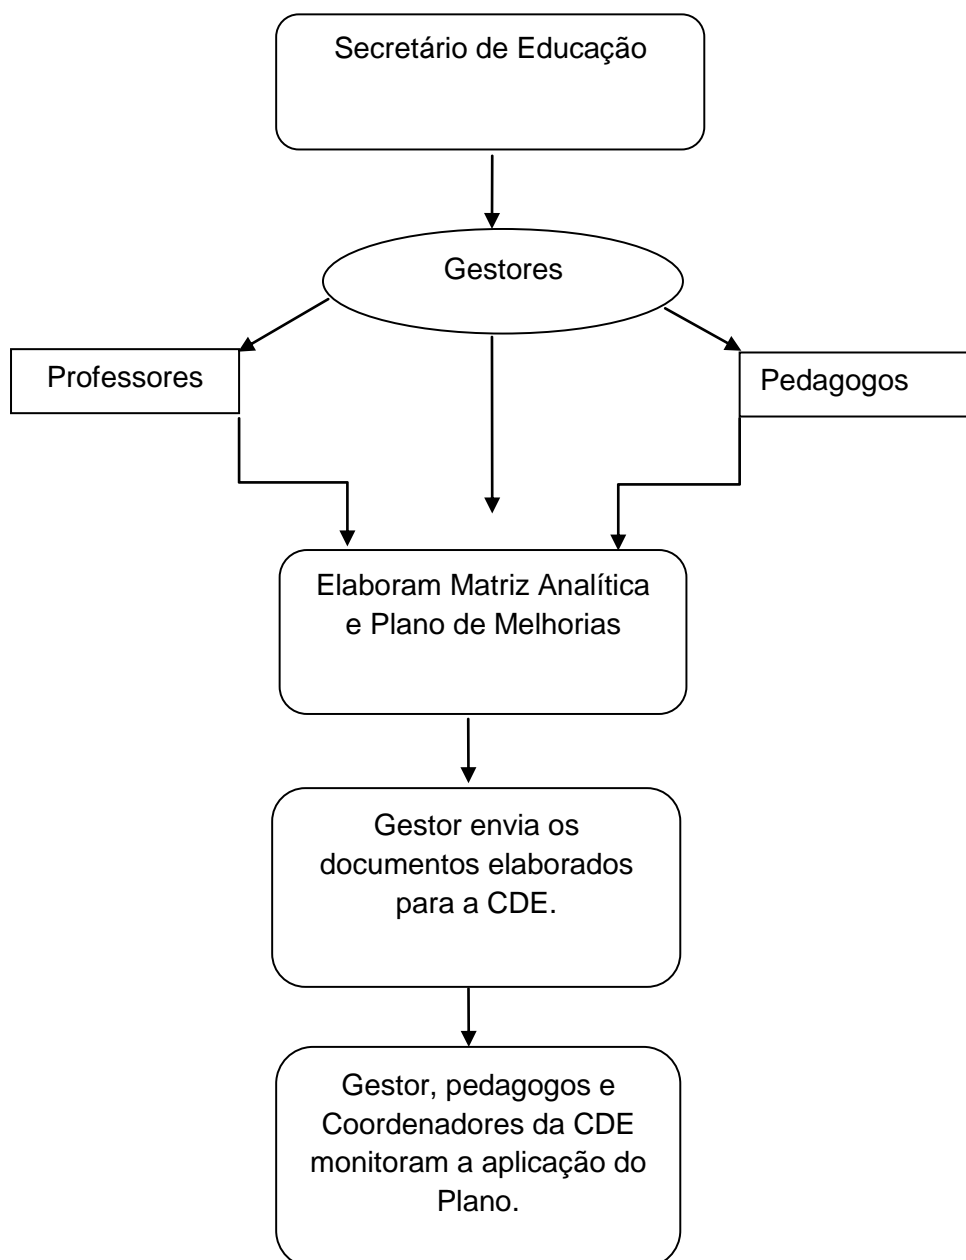 Secretário de Educação
Gestores
Professores
Pedagogos
Elaboram Matriz Analítica
e Plano de Melhorias
Gestor envia os
documentos elaborados
para a CDE.
Gestor, pedagogos e
Coordenadores da CDE
monitoram a aplicação do
Plano.